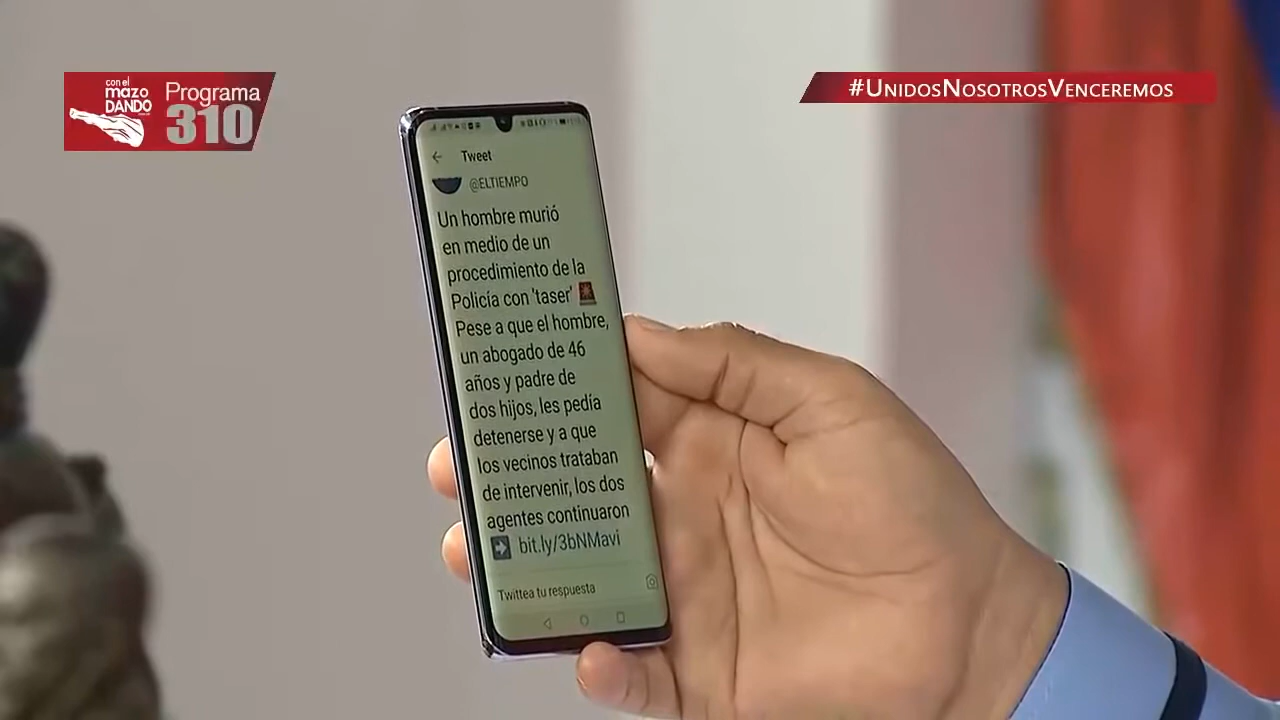 con el
mazo
DANDO
Programa
310
#UNIDOSNOSOTROSVENCEREMOS
Tweet
@ELTIEMPO
Un hombre murió
en medio de un
procedimiento de la
Policía con 'taser'
Pese a que el hombre,
un abogado de 46
años y padre de
dos hijos, les pedía
detenerse y a que
los vecinos trataban
de intervenir, los dos
agentes continuaron
bit.ly/3bNMavi
Twittea tu respuesta